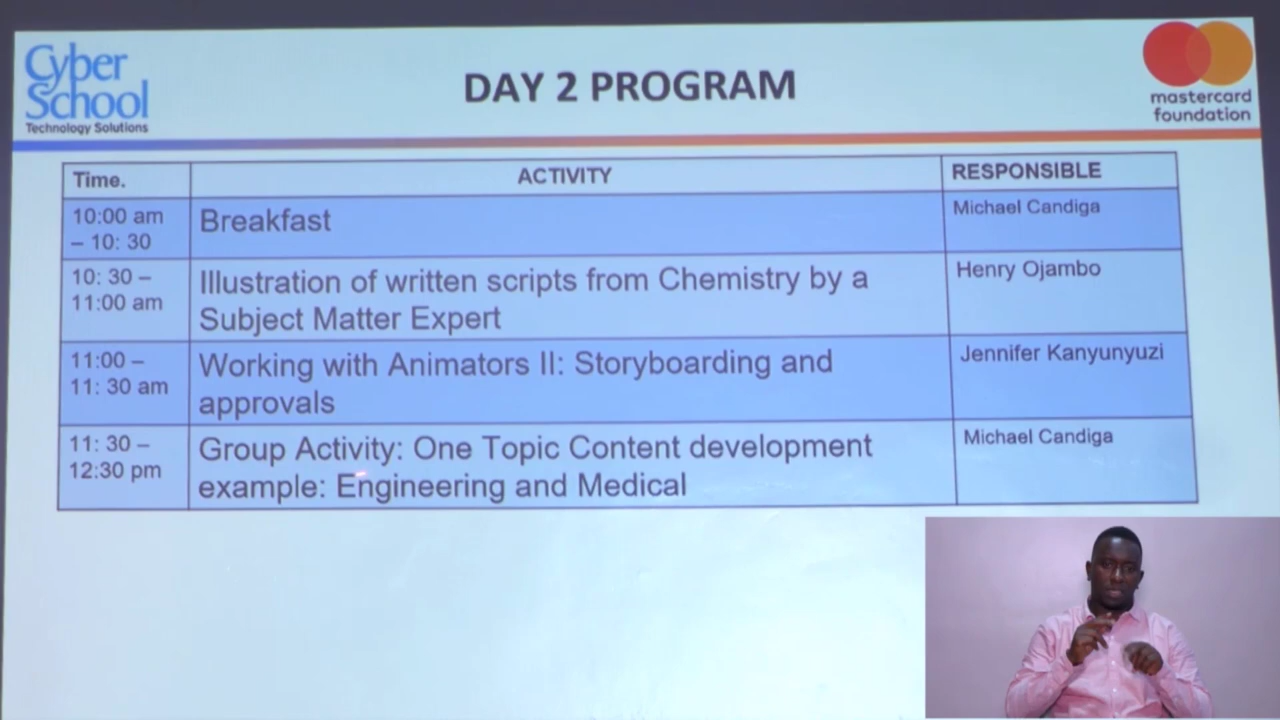 Cyber
School
Technology Solutions
DAY 2 PROGRAM
mastercard
foundation
Time.
ACTIVITY
RESPONSIBLE
10:00 am
– 10: 30
Breakfast
Michael Candiga
10: 30 –
11:00 am
Illustration of written scripts from Chemistry by a
Subject Matter Expert
Henry Ojambo
11:00 –
11: 30 am
Working with Animators II: Storyboarding and
approvals
Jennifer Kanyunyuzi
11: 30 –
12:30 pm
Group Activity: One Topic Content development
example: Engineering and Medical
Michael Candiga